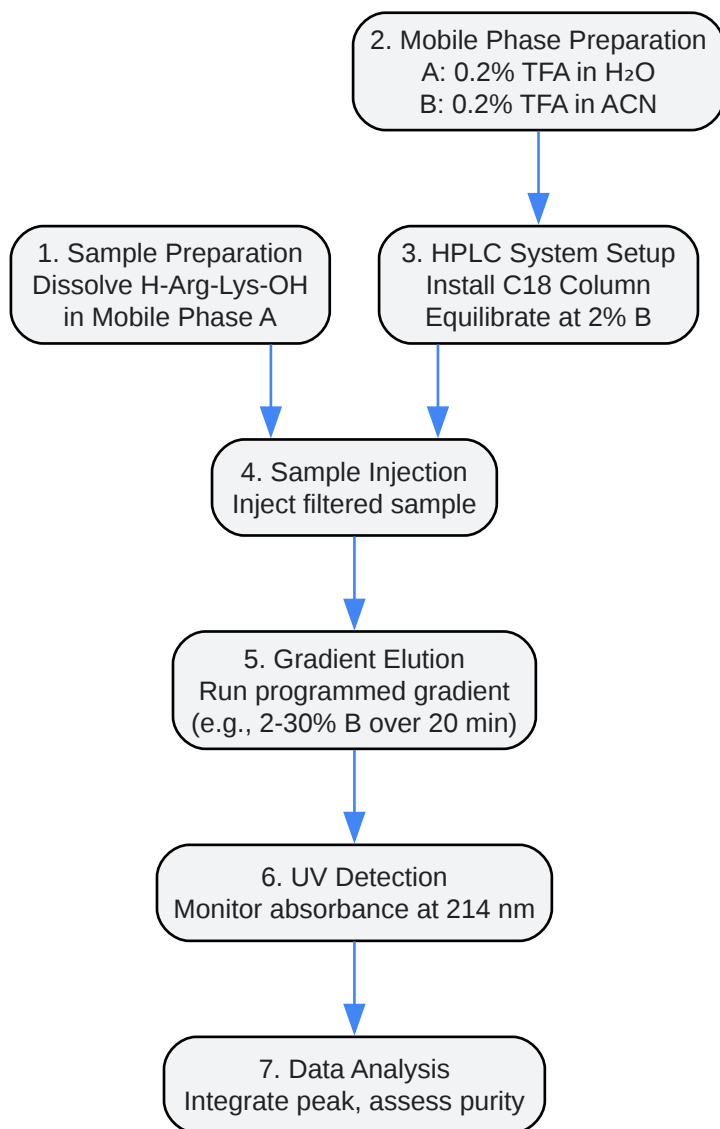 2. Mobile Phase Preparation
A: 0.2% TFA in H₂O
B: 0.2% TFA in ACN
1. Sample Preparation
Dissolve H-Arg-Lys-OH
in Mobile Phase A
3. HPLC System Setup
Install C18 Column
Equilibrate at 2% B
4. Sample Injection
Inject filtered sample
5. Gradient Elution
Run programmed gradient
(e.g., 2-30% B over 20 min)
6. UV Detection
Monitor absorbance at 214 nm
7. Data Analysis
Integrate peak, assess purity